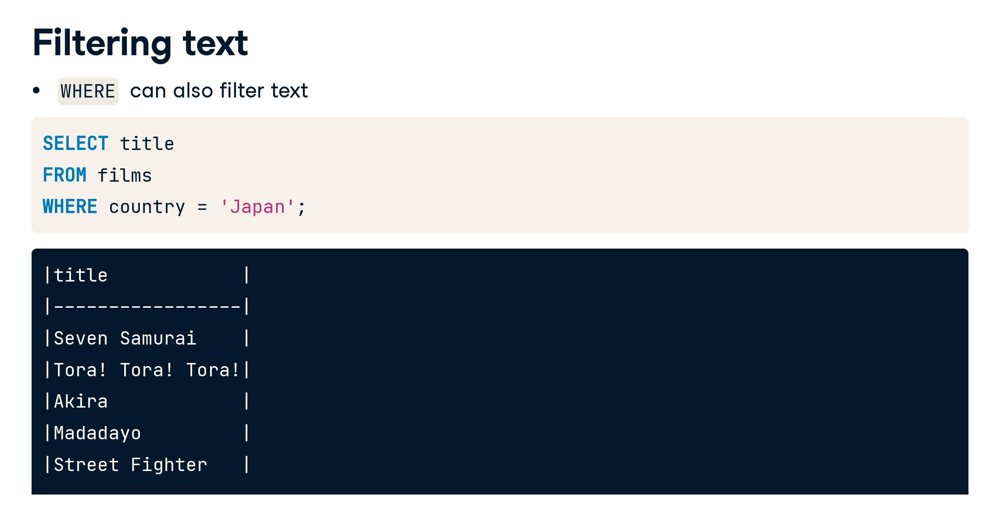 Filtering text
• WHERE can also filter text
SELECT title
FROM films
WHERE country = 'Japan';
|title            |
|-----------------|
|Seven Samurai    |
|Tora! Tora! Tora!|
|Akira            |
|Madadayo         |
|Street Fighter   |